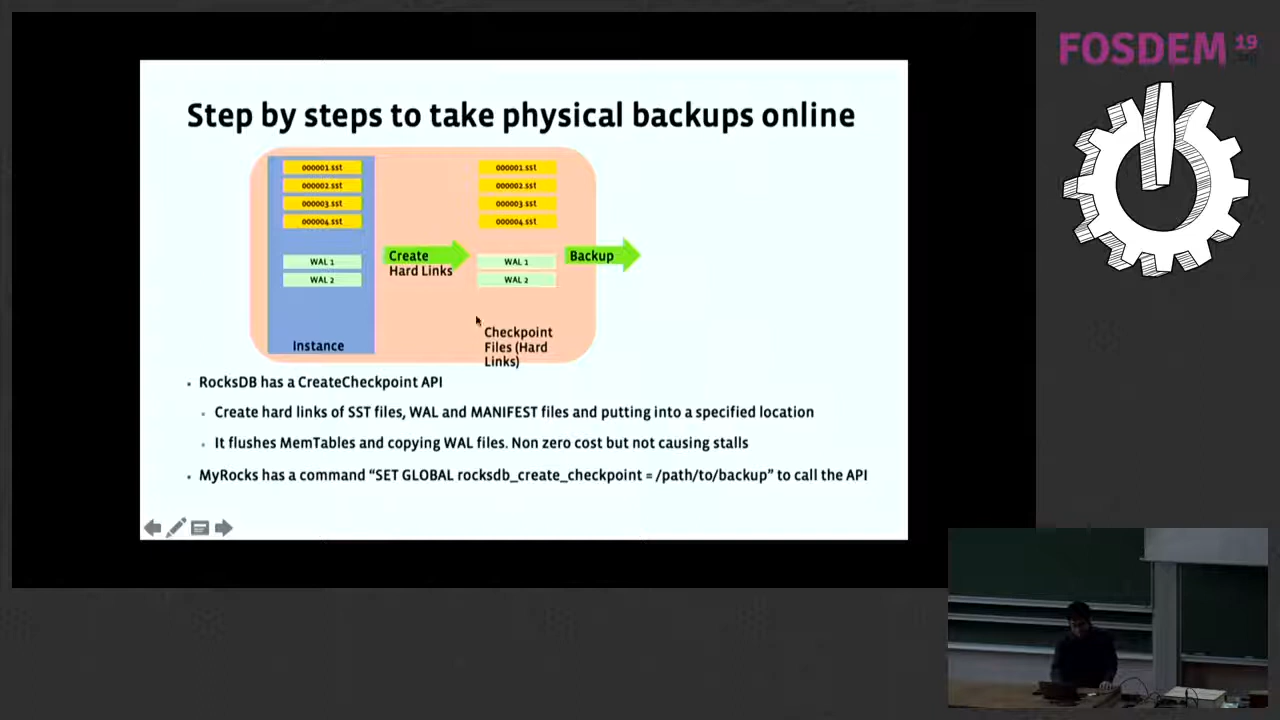 FOSDEM 19
Step by steps to take physical backups online
000001.sst
000002.sst
000003.sst
000004.sst
WAL 1
WAL 2
Instance
Create
Hard Links
000001.sst
000002.sst
000003.sst
000004.sst
WAL 1
WAL 2
Checkpoint
Files (Hard
Links)
Backup
RocksDB has a CreateCheckpoint API
Create hard links of SST files, WAL and MANIFEST files and putting into a specified location
It flushes MemTables and copying WAL files. Non zero cost but not causing stalls
MyRocks has a command “SET GLOBAL rocksdb_create_checkpoint = /path/to/backup” to call the API